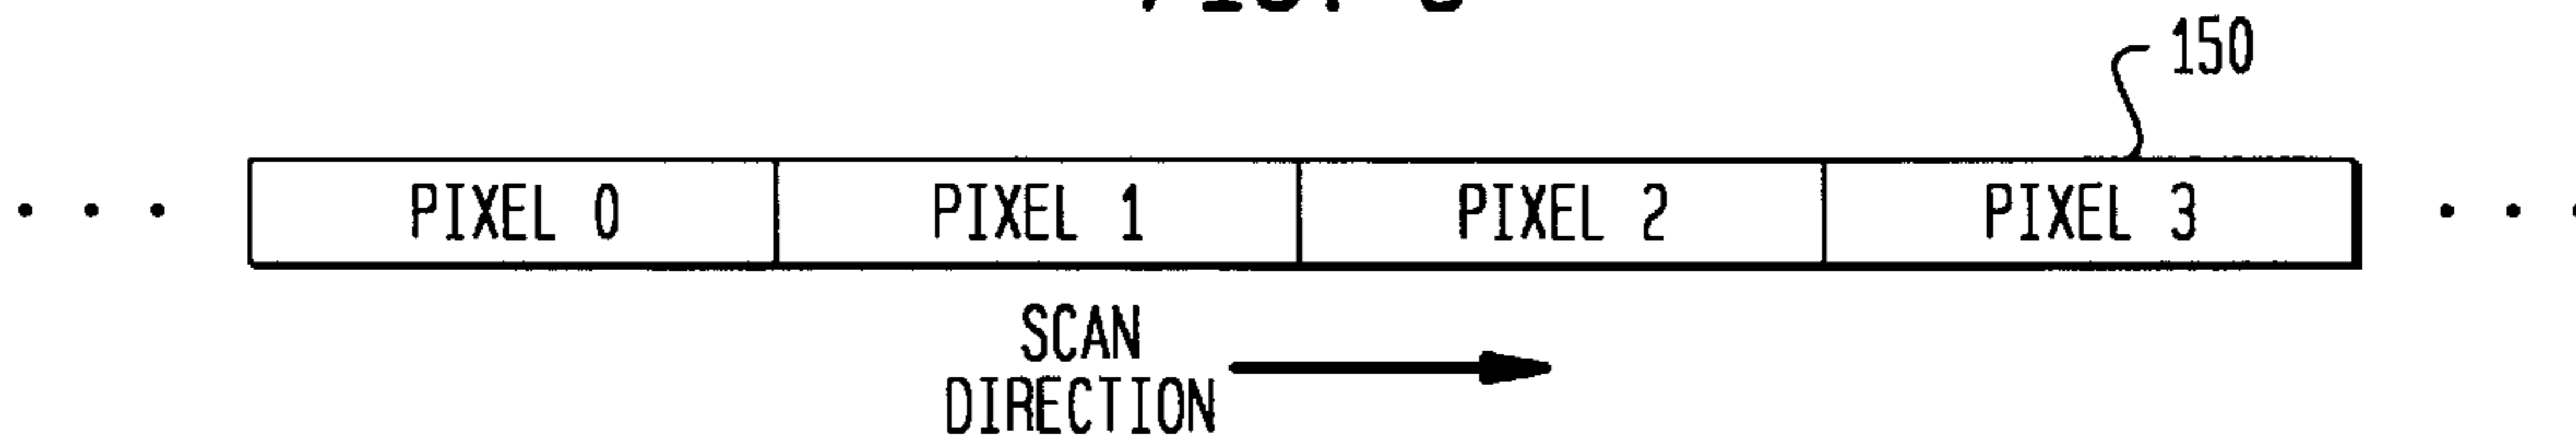 150
· · · PIXEL 0 PIXEL 1 PIXEL 2 PIXEL 3 · · ·
SCAN
DIRECTION